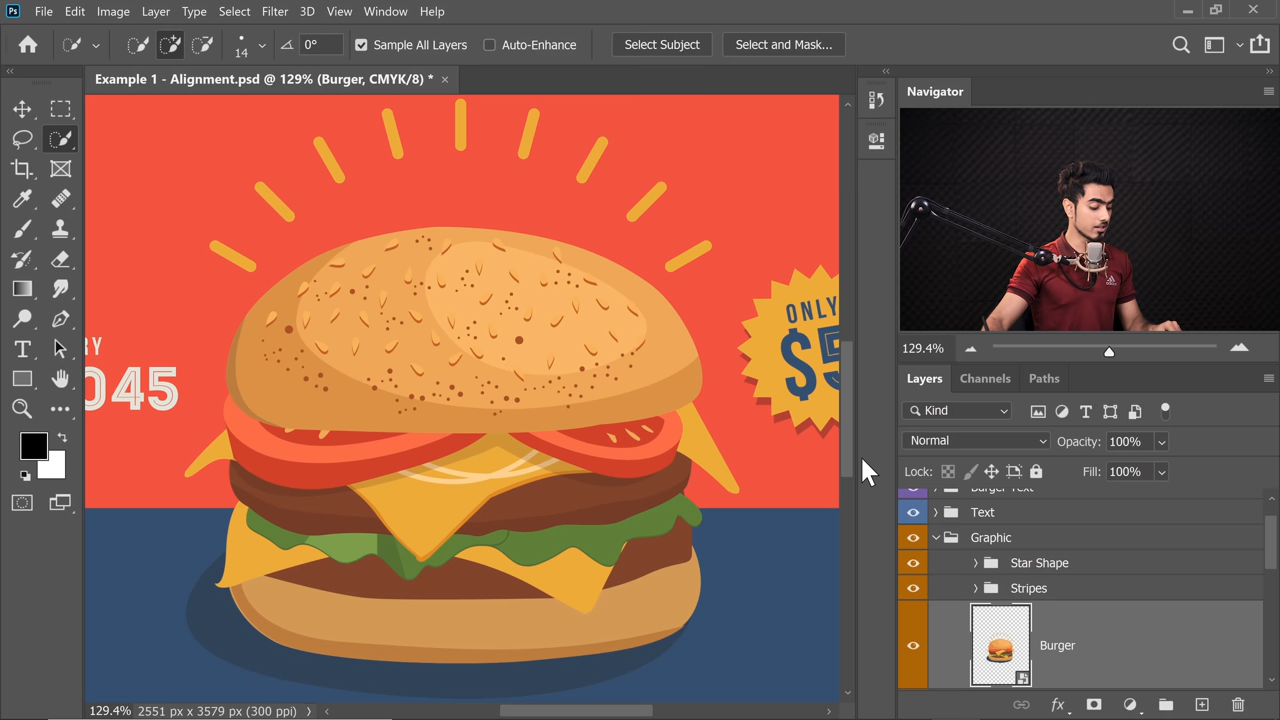 Ps File Edit Image Layer Type Select Filter 3D View Window Help
14 0° Sample All Layers Auto-Enhance Select Subject Select and Mask...
Example 1 - Alignment.psd @ 129% (Burger, CMYK/8) *
Navigator
ONLY
$5
RY
045
adidas
129.4%
Layers Channels Paths
Kind
Normal Opacity: 100%
Lock: Fill: 100%
Burger Text
Text
Graphic
Star Shape
Stripes
Burger
129.4% 2551 px x 3579 px (300 ppi)
fx